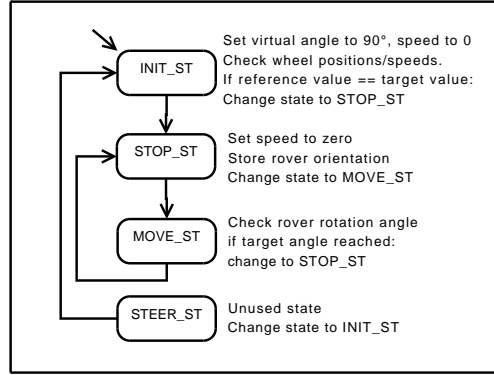 INIT_ST
Set virtual angle to 90°, speed to 0
Check wheel positions/speeds.
If reference value == target value:
Change state to STOP_ST
STOP_ST
Set speed to zero
Store rover orientation
Change state to MOVE_ST
MOVE_ST
Check rover rotation angle
if target angle reached:
change to STOP_ST
STEER_ST
Unused state
Change state to INIT_ST